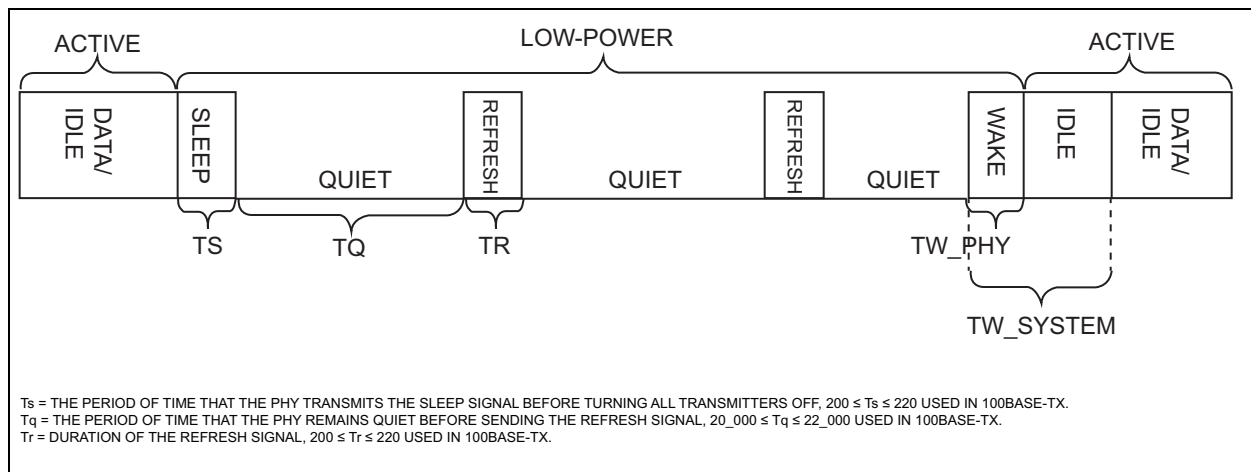 ACTIVE
LOW-POWER
ACTIVE
DATA/
IDLE
SLEEP
QUIET
REFRESH
QUIET
REFRESH
QUIET
WAKE
IDLE
DATA/
IDLE
TS
TQ
TR
TW_PHY
TW_SYSTEM
Ts = THE PERIOD OF TIME THAT THE PHY TRANSMITS THE SLEEP SIGNAL BEFORE TURNING ALL TRANSMITTERS OFF, 200 ≤ Ts ≤ 220 USED IN 100BASE-TX.
Tq = THE PERIOD OF TIME THAT THE PHY REMAINS QUIET BEFORE SENDING THE REFRESH SIGNAL, 20_000 ≤ Tq ≤ 22_000 USED IN 100BASE-TX.
Tr = DURATION OF THE REFRESH SIGNAL, 200 ≤ Tr ≤ 220 USED IN 100BASE-TX.